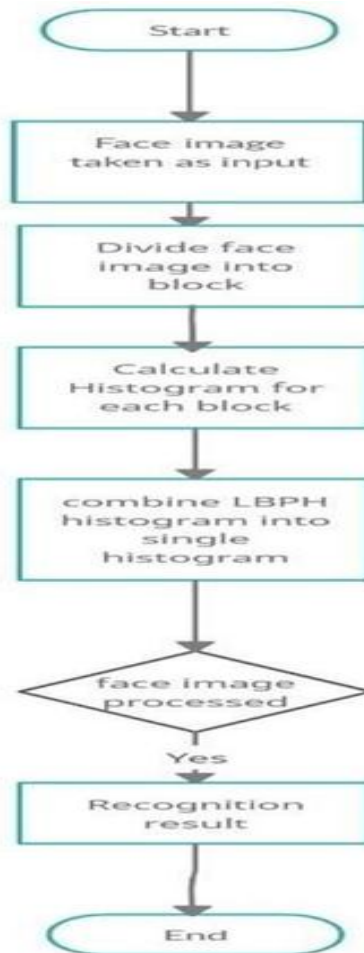 Start
Face image
taken as input
Divide face
image into
block
Calculate
Histogram for
each block
combine LBPH
histogram into
single
histogram
face image
processed
Yes
Recognition
result
End